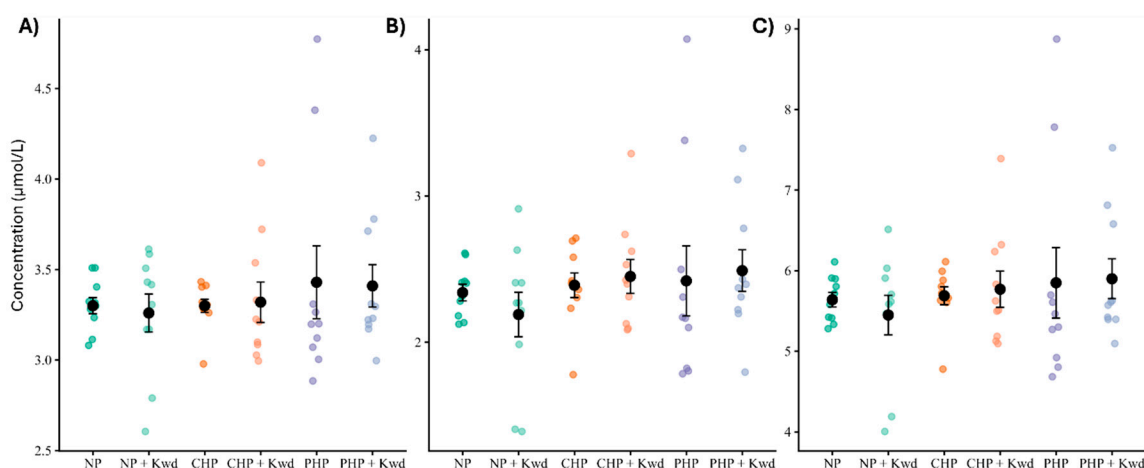 A)
B)
C)
Concentration (μmol/L)
4.5
4.0
3.5
3.0
2.5
4
3
2
9
8
7
6
5
4
NP NP + Kwd CHP CHP + Kwd PHP PHP + Kwd
NP NP + Kwd CHP CHP + Kwd PHP PHP + Kwd
NP NP + Kwd CHP CHP + Kwd PHP PHP + Kwd